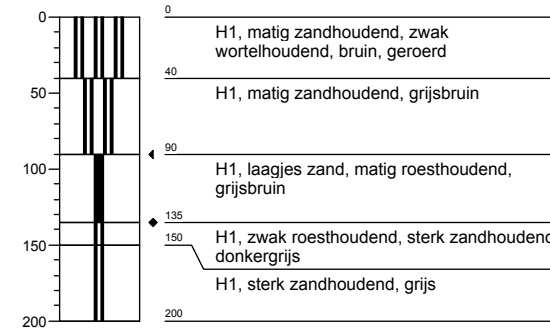 0
0
H1, matig zandhoudend, zwak
wortelhoudend, bruin, geroerd
40
50
H1, matig zandhoudend, grijsbruin
90
100
H1, laagjes zand, matig roesthoudend,
grijsbruin
135
150
150
H1, zwak roesthoudend, sterk zandhoudend
donkergrijs
H1, sterk zandhoudend, grijs
200
200